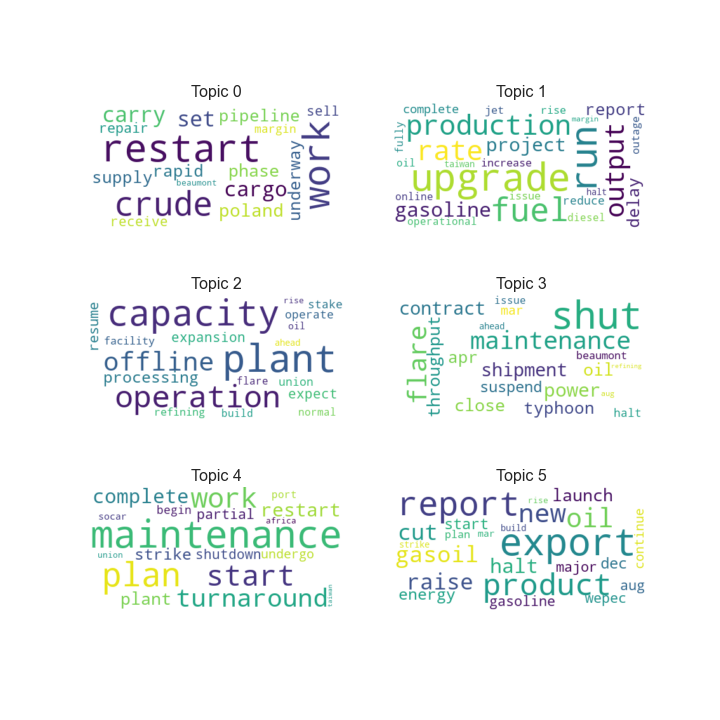 Topic 0
carry
set
pipeline
sell
repair
margin
restart
work
underway
supply
rapid
phase
beaumont
cargo
crude
poland
receive
Topic 1
complete
jet
rise
report
margin
production
fully
run
output
outage
rate
project
oil
taiwan
increase
upgrade
halt
online
issue
reduce
delay
gasoline
fuel
diesel
operational
Topic 2
rise
stake
capacity
operate
oil
resume
facility
expansion
ahead
offline
plant
processing
flare
union
operation
expect
refining
build
normal
Topic 3
contract
issue
mar
shut
ahead
flare
throughput
maintenance
apr
beaumont
shipment
oil
refining
suspend
power
aug
close
typhoon
halt
Topic 4
complete
work
port
begin
partial
restart
socar
africa
maintenance
union
strike
shutdown
undergo
plan
start
plant
turnaround
taiwan
Topic 5
report
rise
launch
new
oil
cut
start
build
plan
mar
export
continue
strike
gasoil
halt
major
dec
raise
product
aug
energy
gasoline
wepec